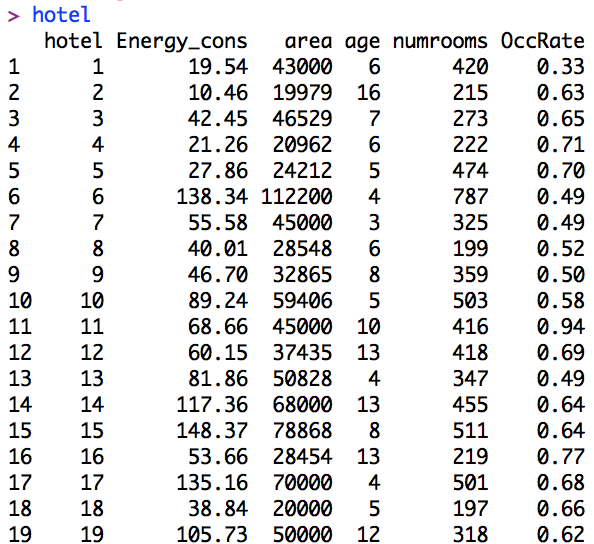 > hotel
hotel Energy_cons area age numrooms OccRate
1 1 19.54 43000 6 420 0.33
2 2 10.46 19979 16 215 0.63
3 3 42.45 46529 7 273 0.65
4 4 21.26 20962 6 222 0.71
5 5 27.86 24212 5 474 0.70
6 6 138.34 112200 4 787 0.49
7 7 55.58 45000 3 325 0.49
8 8 40.01 28548 6 199 0.52
9 9 46.70 32865 8 359 0.50
10 10 89.24 59406 5 503 0.58
11 11 68.66 45000 10 416 0.94
12 12 60.15 37435 13 418 0.69
13 13 81.86 50828 4 347 0.49
14 14 117.36 68000 13 455 0.64
15 15 148.37 78868 8 511 0.64
16 16 53.66 28454 13 219 0.77
17 17 135.16 70000 4 501 0.68
18 18 38.84 20000 5 197 0.66
19 19 105.73 50000 12 318 0.62